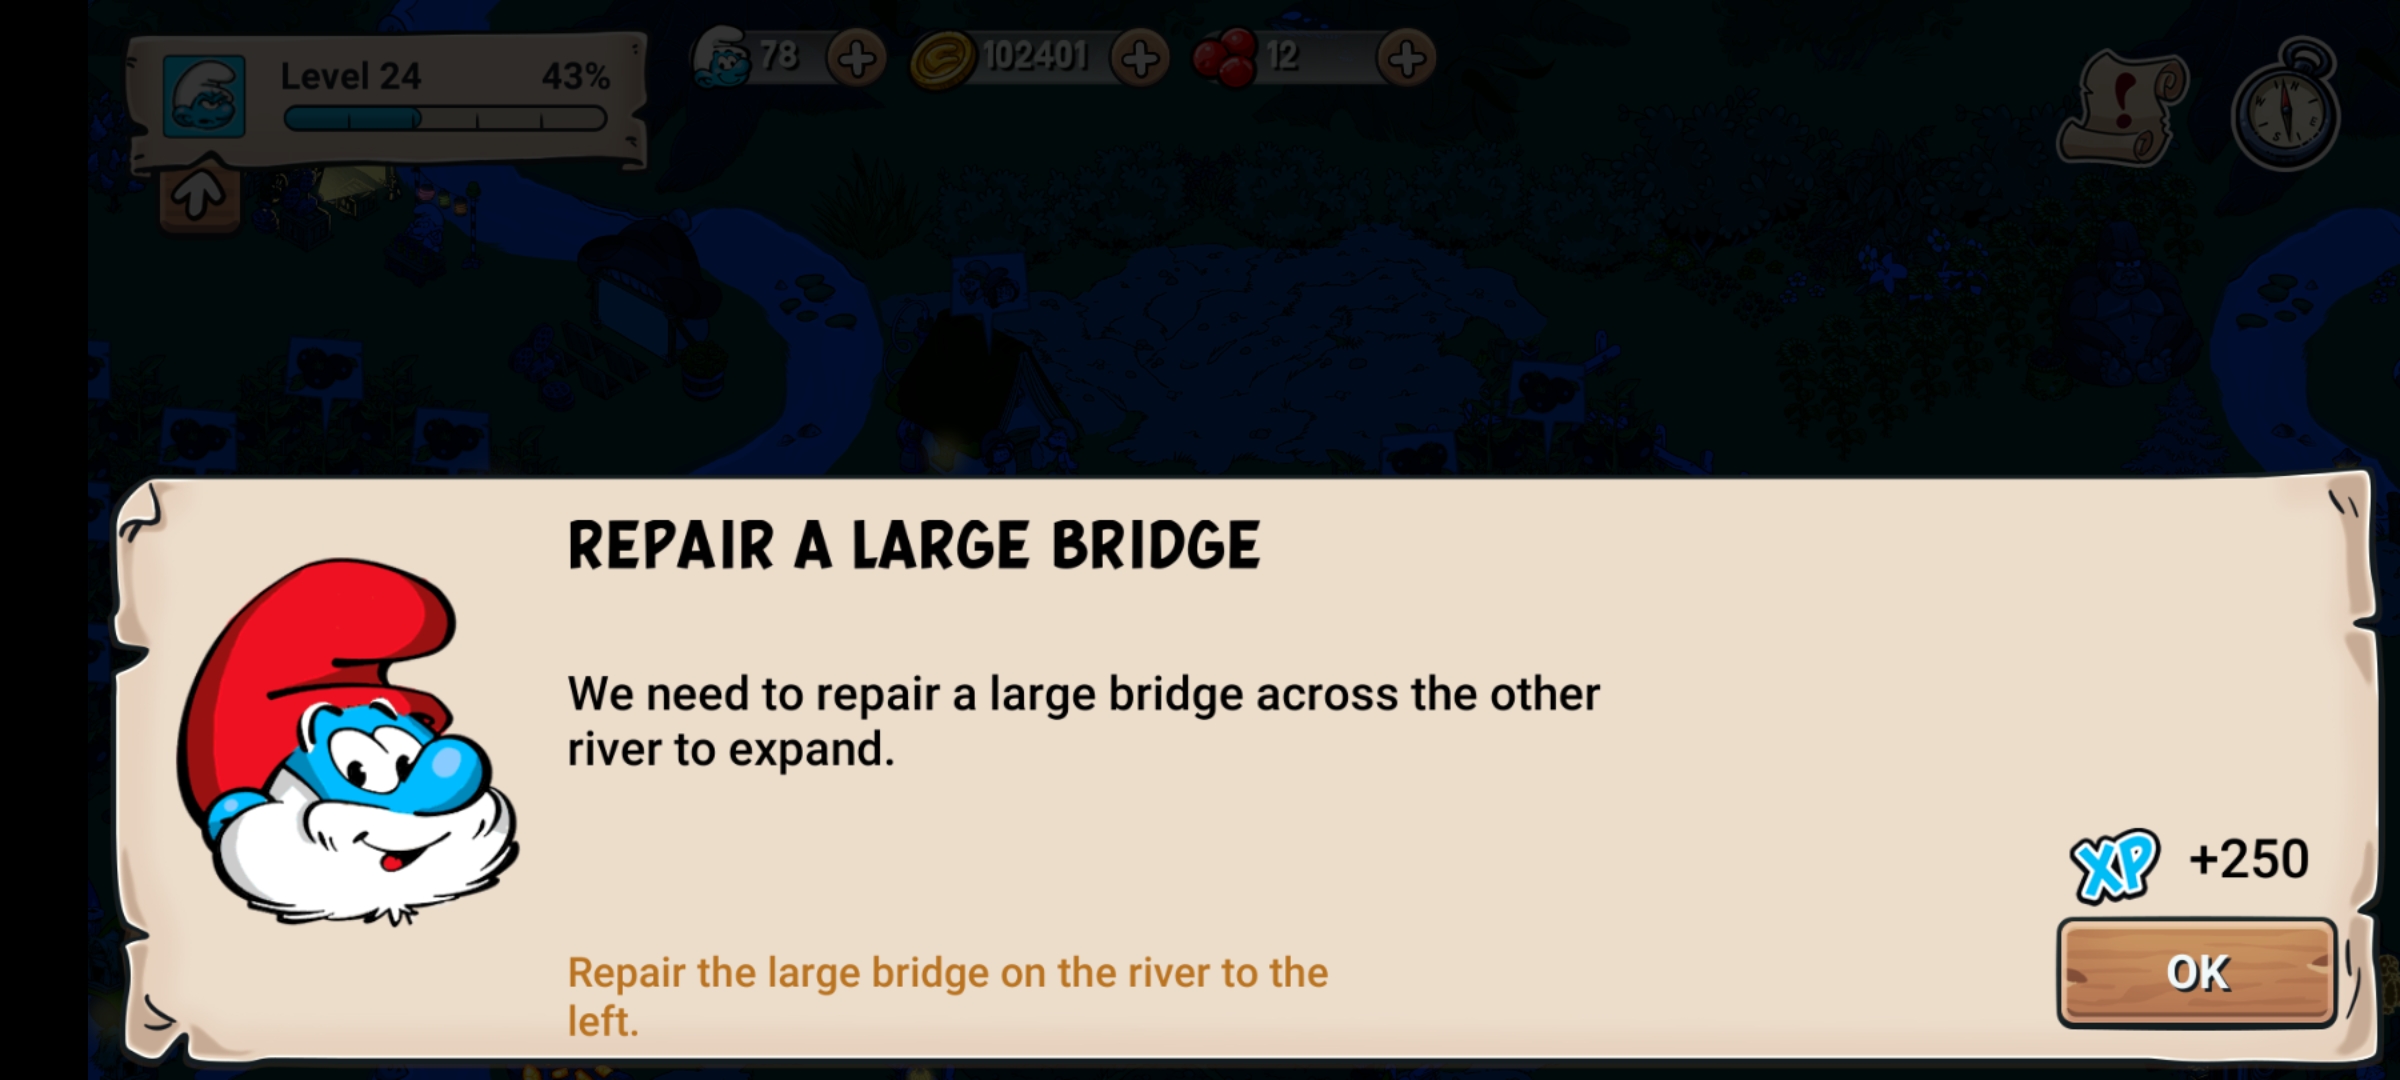 Level 24 43%
78
102401
12
REPAIR A LARGE BRIDGE
We need to repair a large bridge across the other
river to expand.
XP +250
Repair the large bridge on the river to the
left.
OK